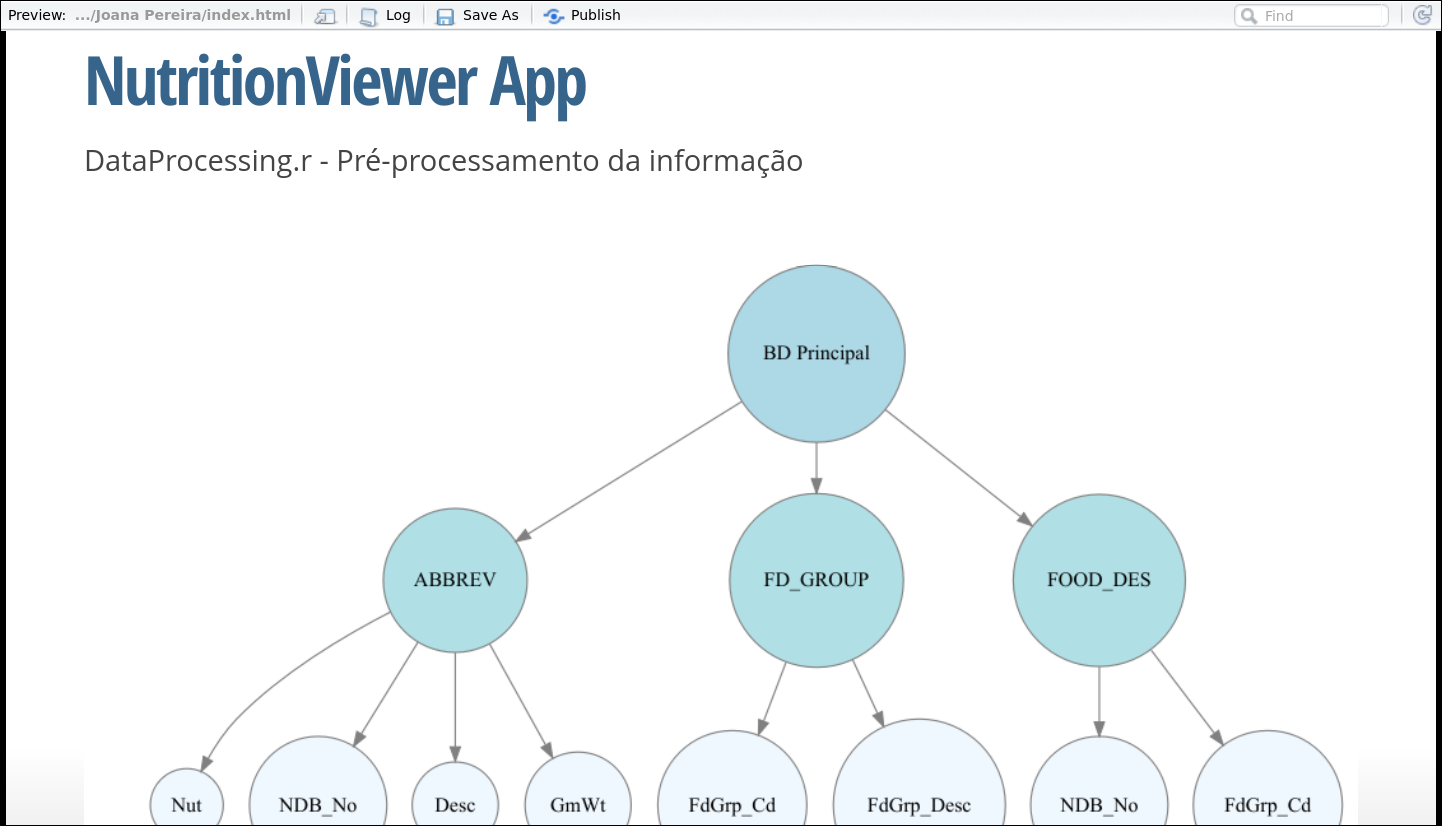 Preview: .../Joana Pereira/index.html Log Save As Publish Find
NutritionViewer App
DataProcessing.r - Pré-processamento da informação
BD Principal
ABBREV FD_GROUP FOOD_DES
Nut NDB_No Desc GmWt FdGrp_Cd FdGrp_Desc NDB_No FdGrp_Cd